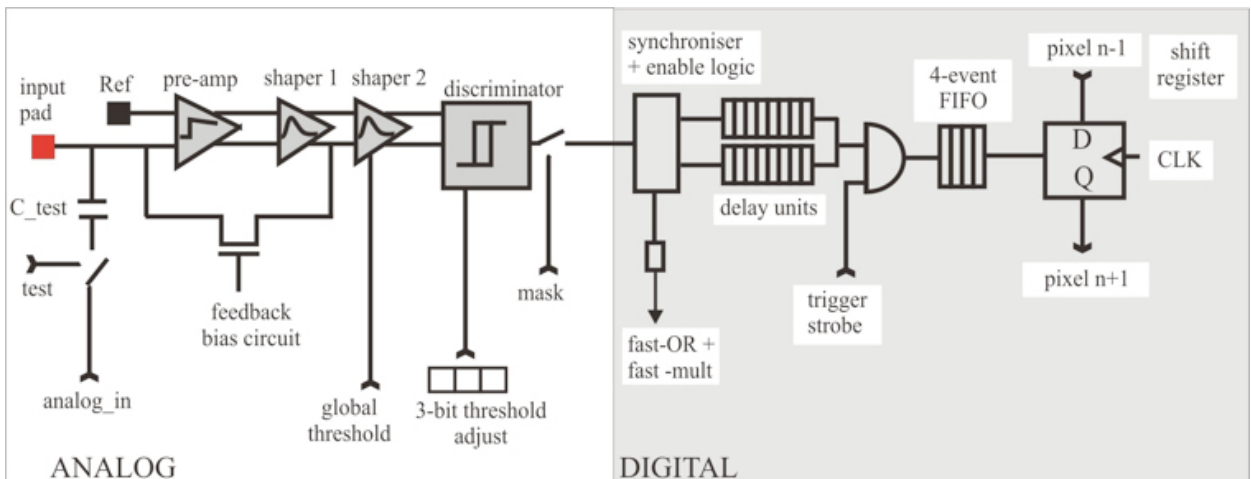 input
pad
Ref
pre-amp
shaper 1
shaper 2
discriminator
C_test
test
analog_in
feedback
bias circuit
global
threshold
3-bit threshold
adjust
mask
ANALOG
synchroniser
+ enable logic
delay units
fast-OR +
fast -mult
trigger
strobe
4-event
FIFO
pixel n-1
shift
register
D
Q
CLK
pixel n+1
DIGITAL